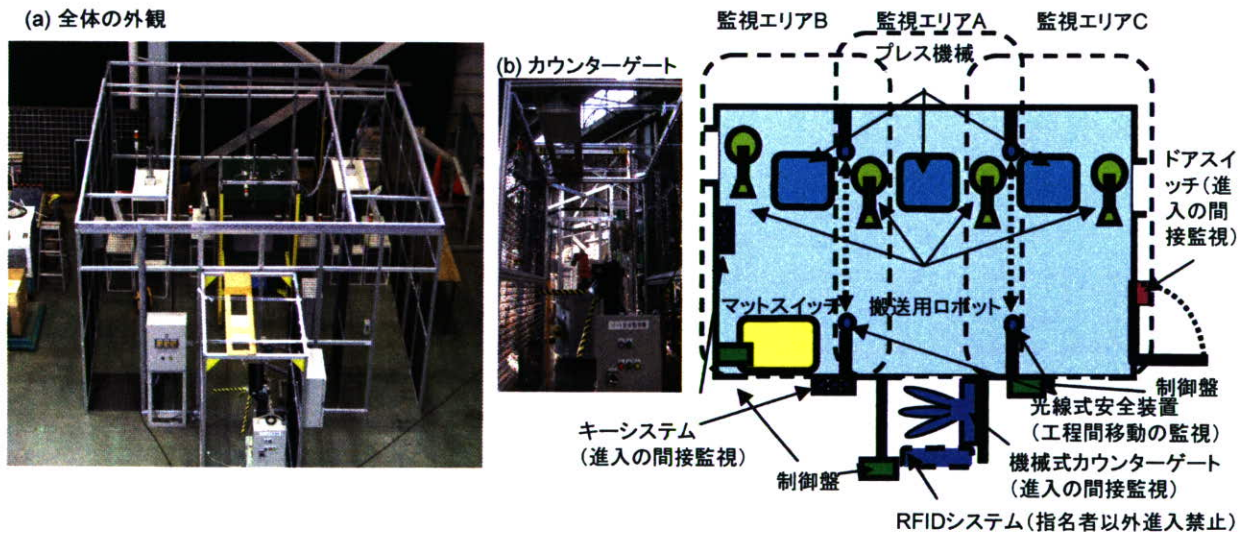 (a) 全体の外観
(b) カウンターゲート
監視エリアB
監視エリアA
監視エリアC
プレス機械
ドアスイ
ッチ(進
入の間
接監視)
マットスイッチ
搬送用ロボット
キーシステム
(進入の間接監視)
制御盤
制御盤
光線式安全装置
(工程間移動の監視)
機械式カウンターゲート
(進入の間接監視)
RFIDシステム(指名者以外進入禁止)